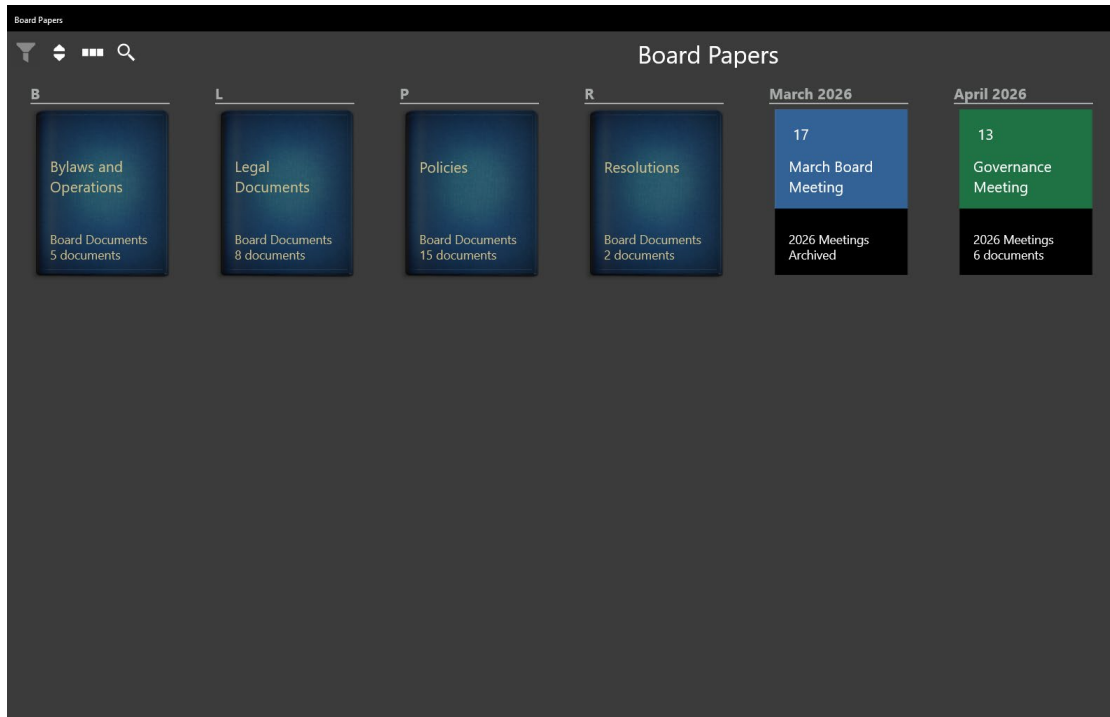 Board Papers
Board Papers
B
Bylaws and
Operations
Board Documents
5 documents
L
Legal
Documents
Board Documents
8 documents
P
Policies
Board Documents
15 documents
R
Resolutions
Board Documents
2 documents
March 2026
17
March Board
Meeting
2026 Meetings
Archived
April 2026
13
Governance
Meeting
2026 Meetings
6 documents